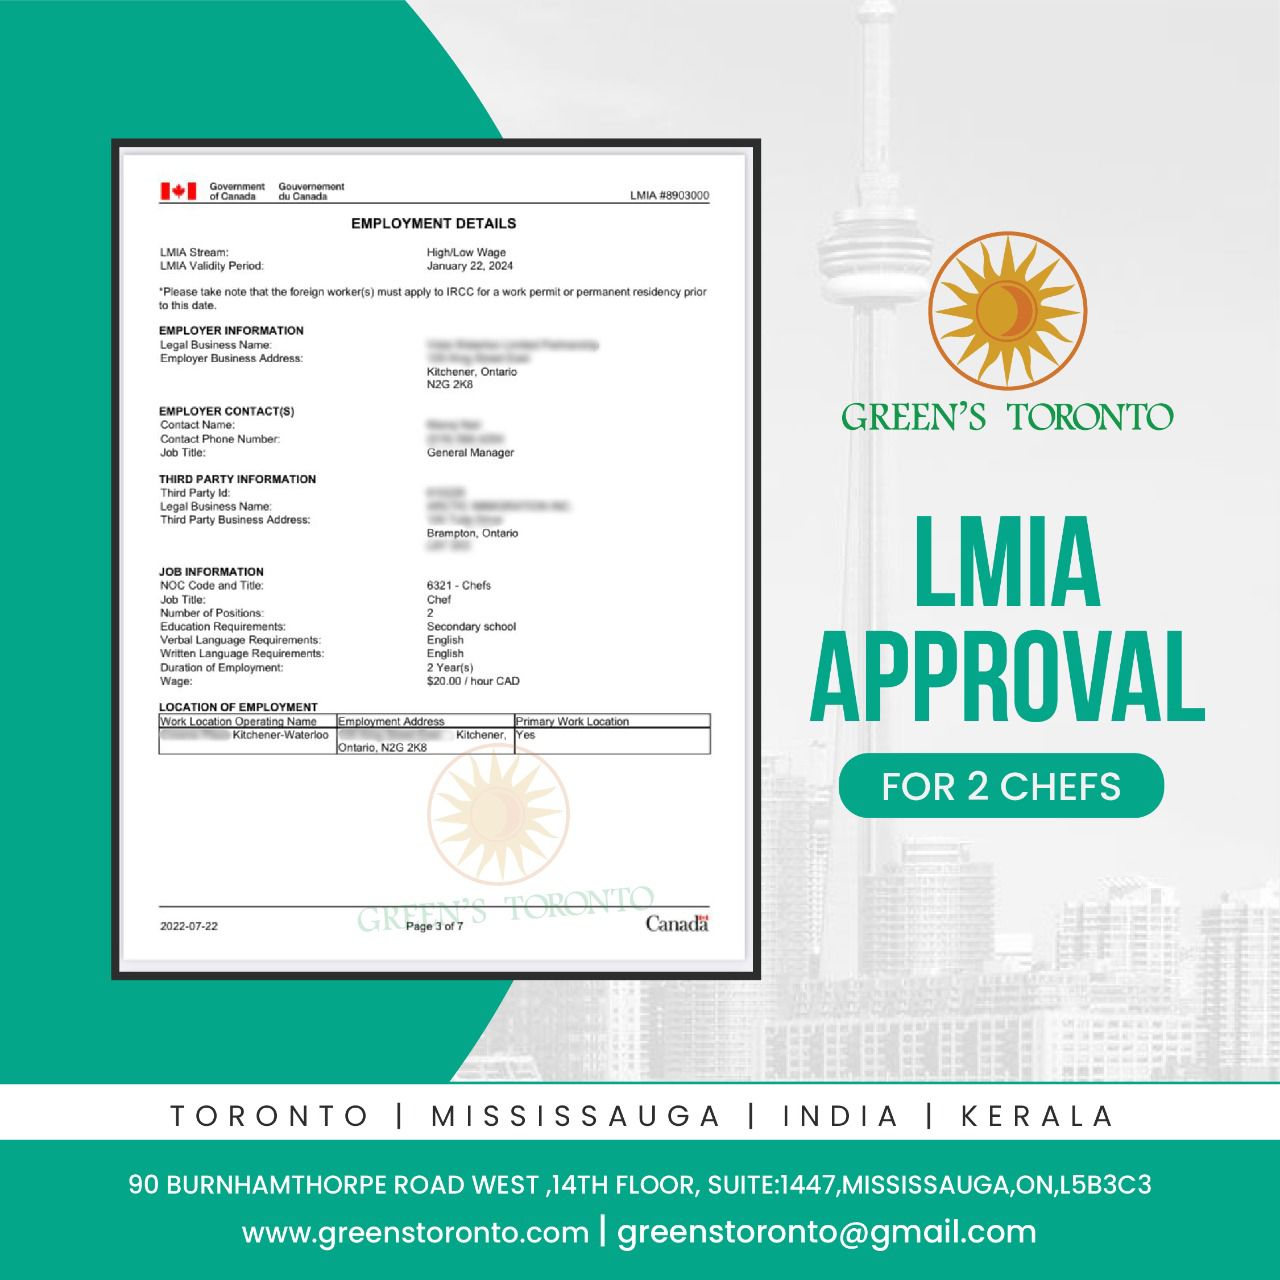 Government of Canada
Gouvernement du Canada
LMIA #8903000
EMPLOYMENT DETAILS
LMIA Stream: High/Low Wage
LMIA Validity Period: January 22, 2024
*Please take note that the foreign worker(s) must apply to IRCC for a work permit or permanent residency prior
to this date.
EMPLOYER INFORMATION
Legal Business Name:
Employer Business Address:
Kitchener, Ontario
N2G 2K8
EMPLOYER CONTACT(S)
Contact Name:
Contact Phone Number:
Job Title: General Manager
THIRD PARTY INFORMATION
Third Party Id:
Legal Business Name:
Third Party Business Address:
Brampton, Ontario
JOB INFORMATION
NOC Code and Title: 6321 - Chefs
Job Title: Chef
Number of Positions: 2
Education Requirements: Secondary school
Verbal Language Requirements: English
Written Language Requirements: English
Duration of Employment: 2 Year(s)
Wage: $20.00 / hour CAD
LOCATION OF EMPLOYMENT
Work Location Operating Name Employment Address Primary Work Location
Kitchener-Waterloo Kitchener, Yes
Ontario, N2G 2K8
GREEN'S TORONTO
2022-07-22 Page 3 of 7 Canada
GREEN'S TORONTO
LMIA
APPROVAL
FOR 2 CHEFS
TORONTO | MISSISSAUGA | INDIA | KERALA
90 BURNHAMTHORPE ROAD WEST ,14TH FLOOR, SUITE:1447,MISSISSAUGA,ON,L5B3C3
www.greenstoronto.com | greenstoronto@gmail.com